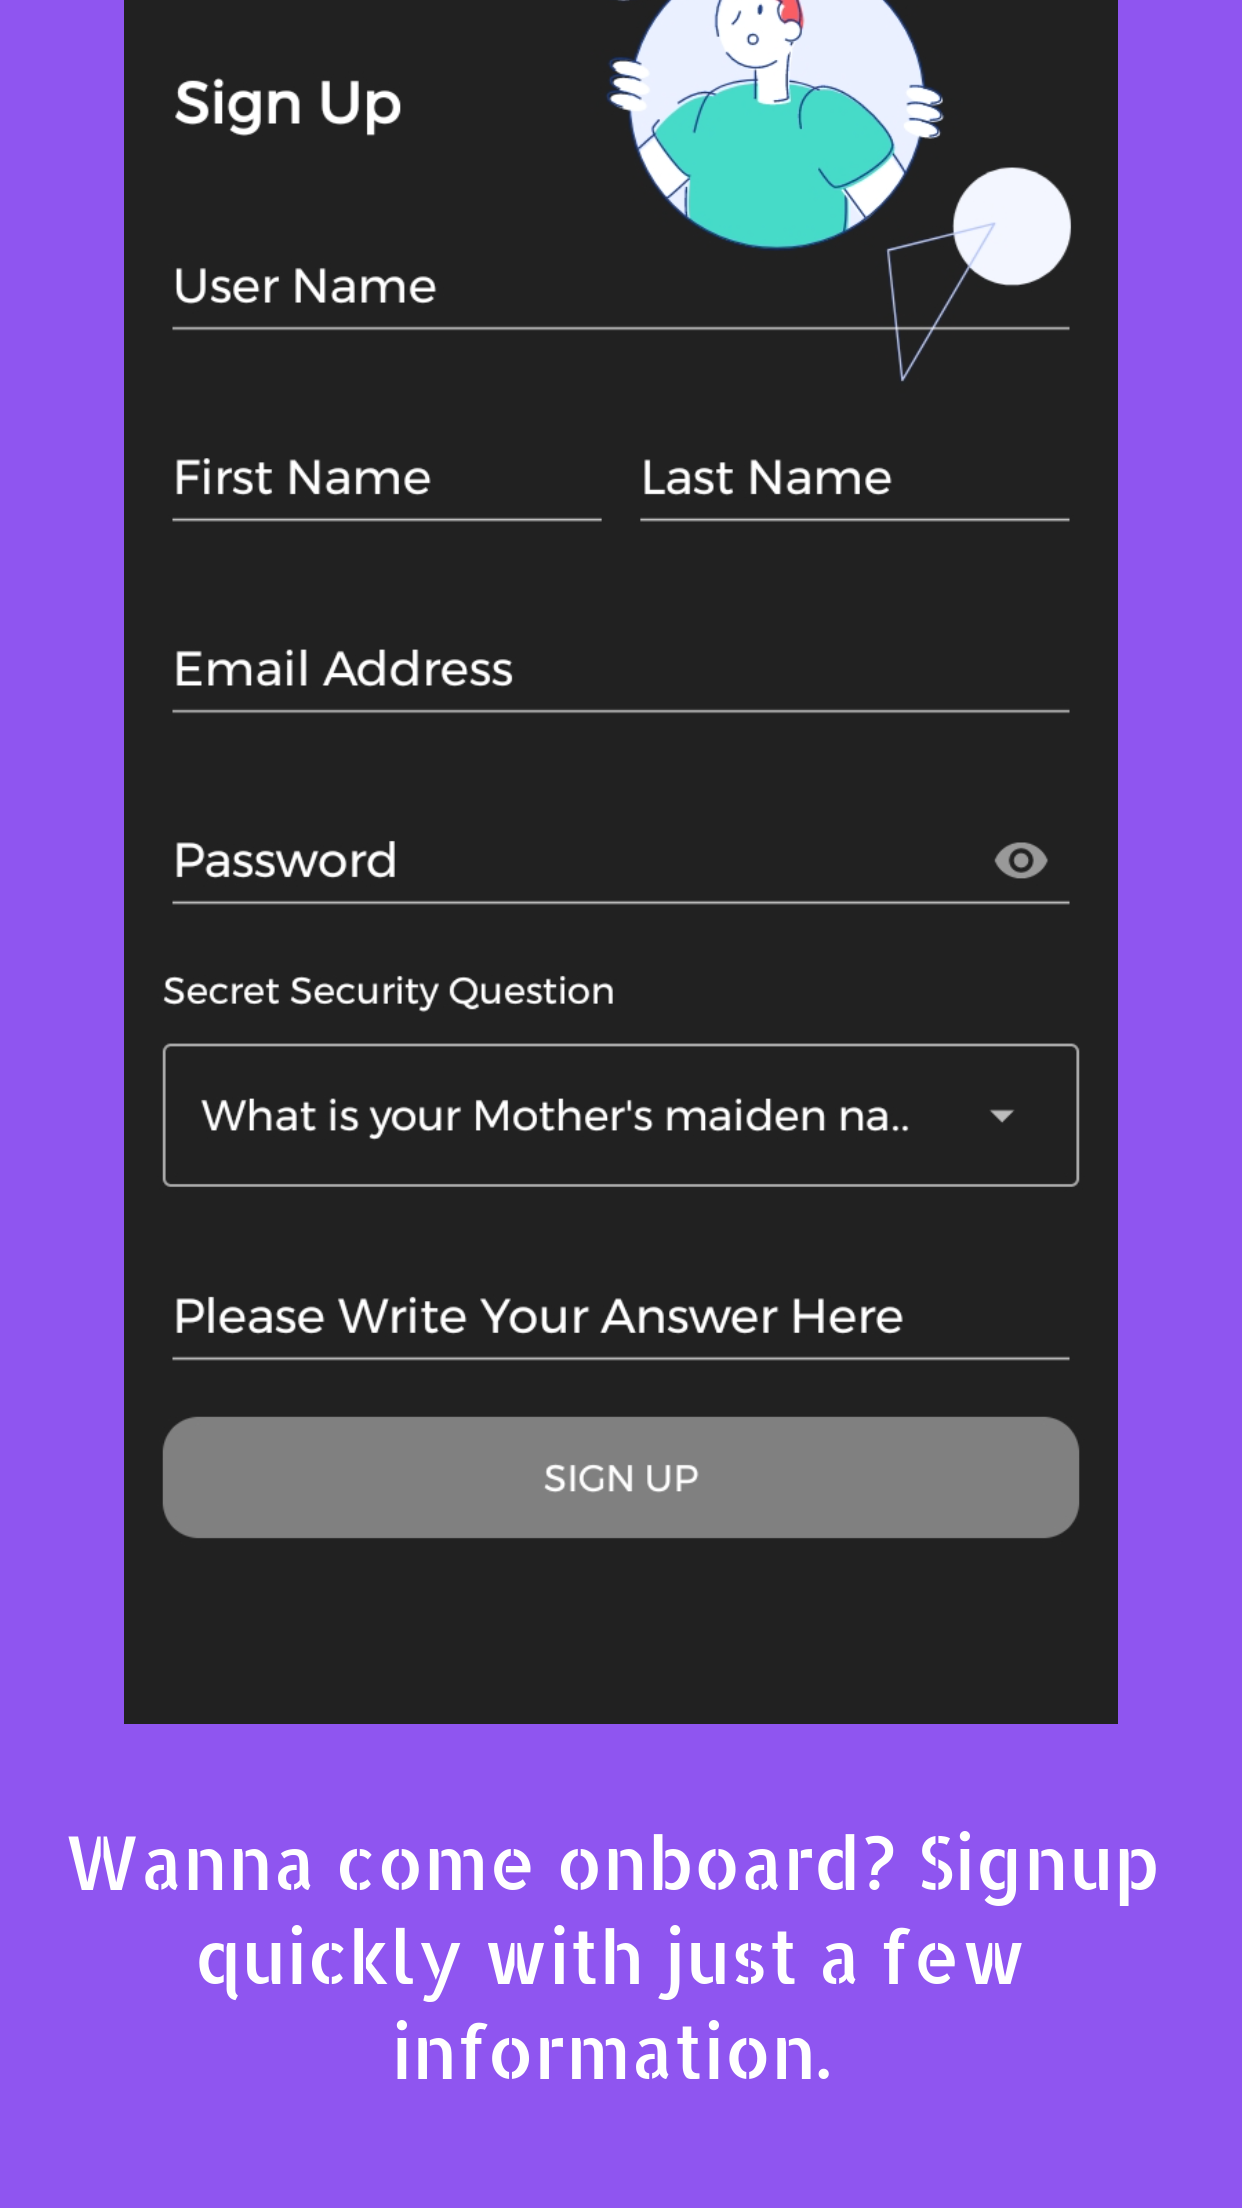 Sign Up
User Name
First Name
Last Name
Email Address
Password
Secret Security Question
What is your Mother's maiden na..
Please Write Your Answer Here
SIGN UP
Wanna come onboard? Signup
quickly with just a few
information.